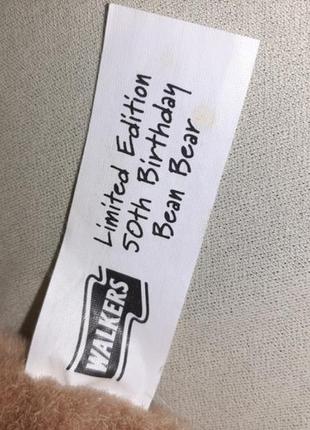 Limited Edition
50th Birthday
Bean Bear
WALKERS